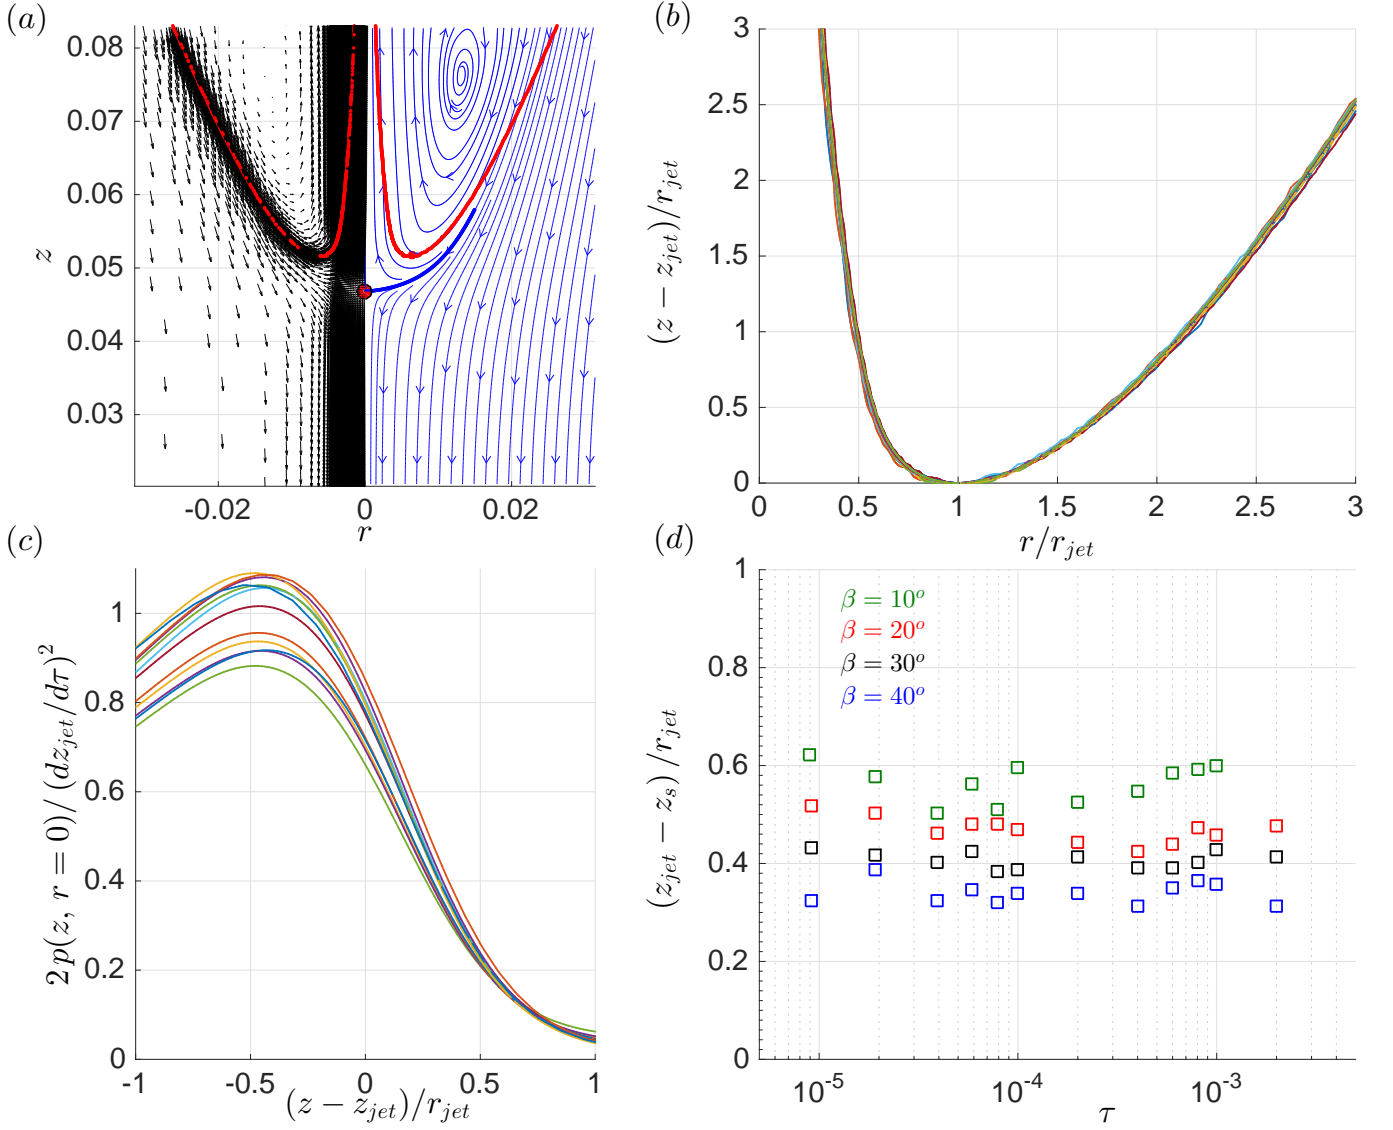 (a)
0.08
0.07
0.06
0.05
0.04
0.03
z
-0.02
0
0.02
r
(b)
3
2.5
2
1.5
1
0.5
0
(z − z_jet)/r_jet
0
0.5
1
1.5
2
2.5
3
r/r_jet
(c)
1
0.8
0.6
0.4
0.2
0
2p(z, r = 0)/(dz_jet/dτ)²
-1
-0.5
0
0.5
1
(z − z_jet)/r_jet
(d)
1
0.8
0.6
0.4
0.2
0
(z_jet − z_s)/r_jet
β = 10º
β = 20º
β = 30º
β = 40º
10⁻⁵
10⁻⁴
10⁻³
τ